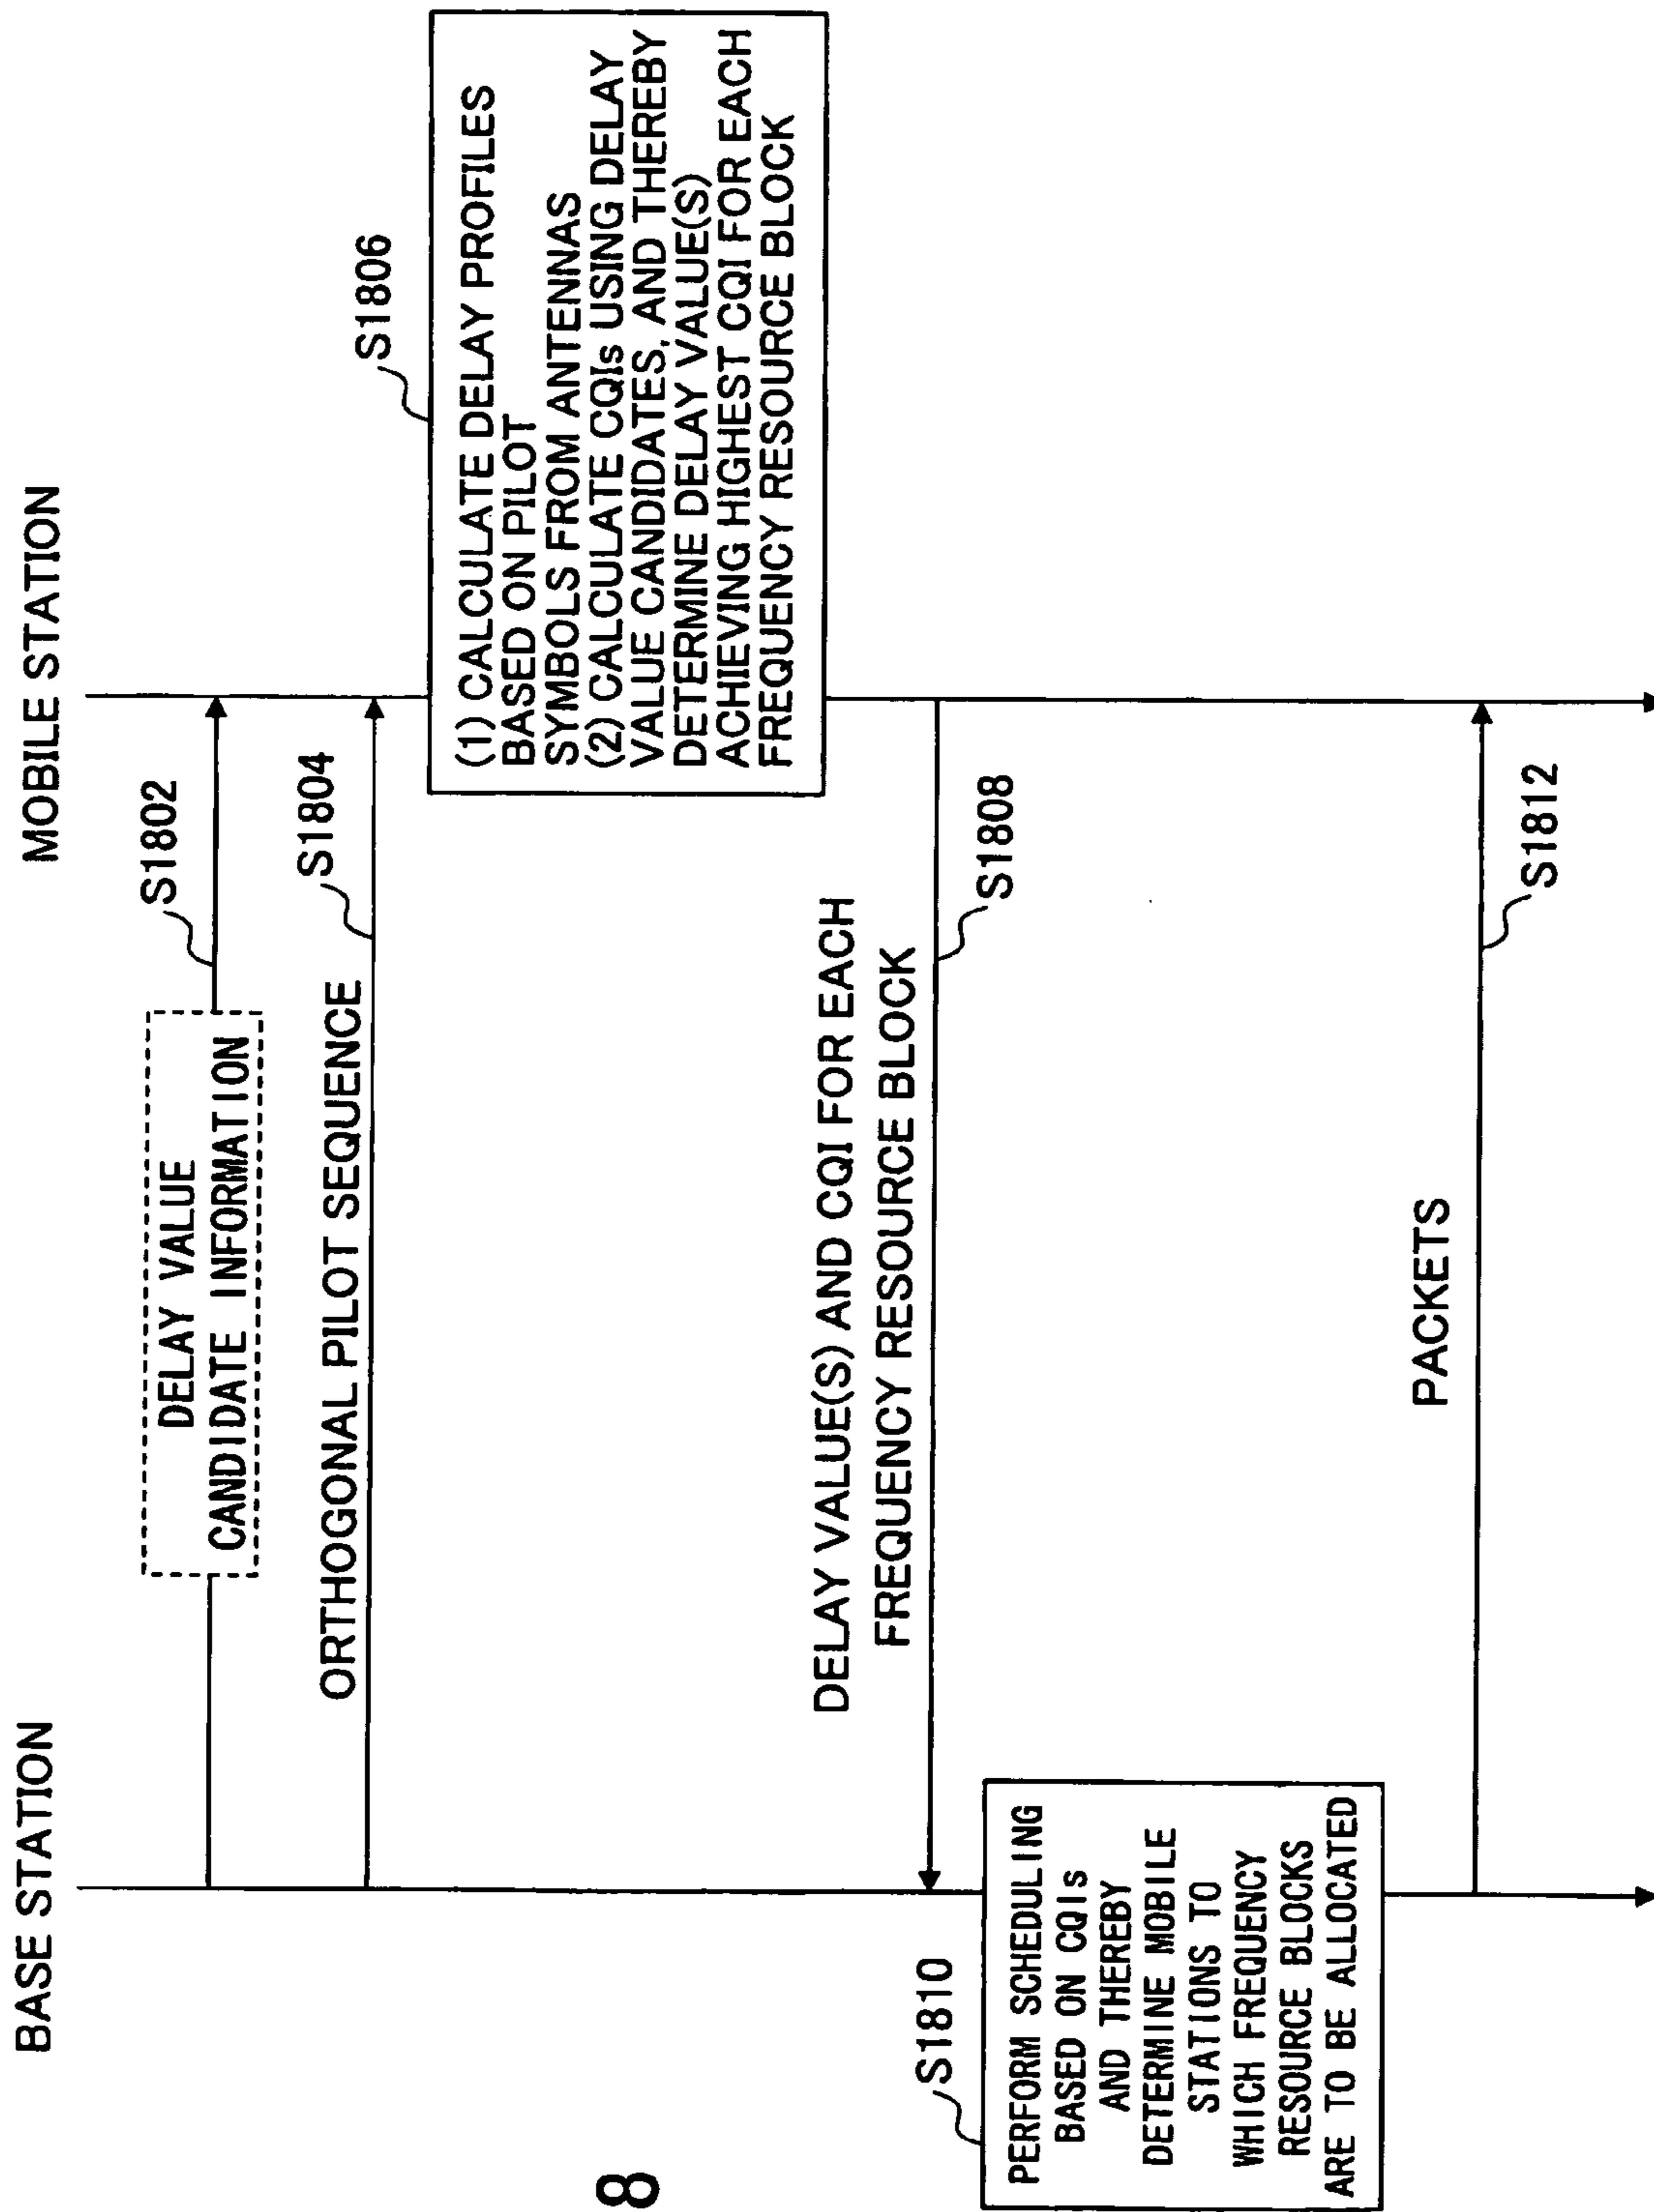 BASE STATION
MOBILE STATION
S1802
DELAY VALUE
CANDIDATE INFORMATION
S1804
ORTHOGONAL PILOT SEQUENCE
S1806
(1) CALCULATE DELAY PROFILES
BASED ON PILOT
SYMBOLS FROM ANTENNAS
(2) CALCULATE CQIs USING DELAY
VALUE CANDIDATES, AND THEREBY
DETERMINE DELAY VALUE(S)
ACHIEVING HIGHEST CQI FOR EACH
FREQUENCY RESOURCE BLOCK
DELAY VALUE(S) AND CQI FOR EACH
FREQUENCY RESOURCE BLOCK
S1808
S1810
PERFORM SCHEDULING
BASED ON CQIs
AND THEREBY
DETERMINE MOBILE
STATIONS TO
WHICH FREQUENCY
RESOURCE BLOCKS
ARE TO BE ALLOCATED
PACKETS
S1812
8